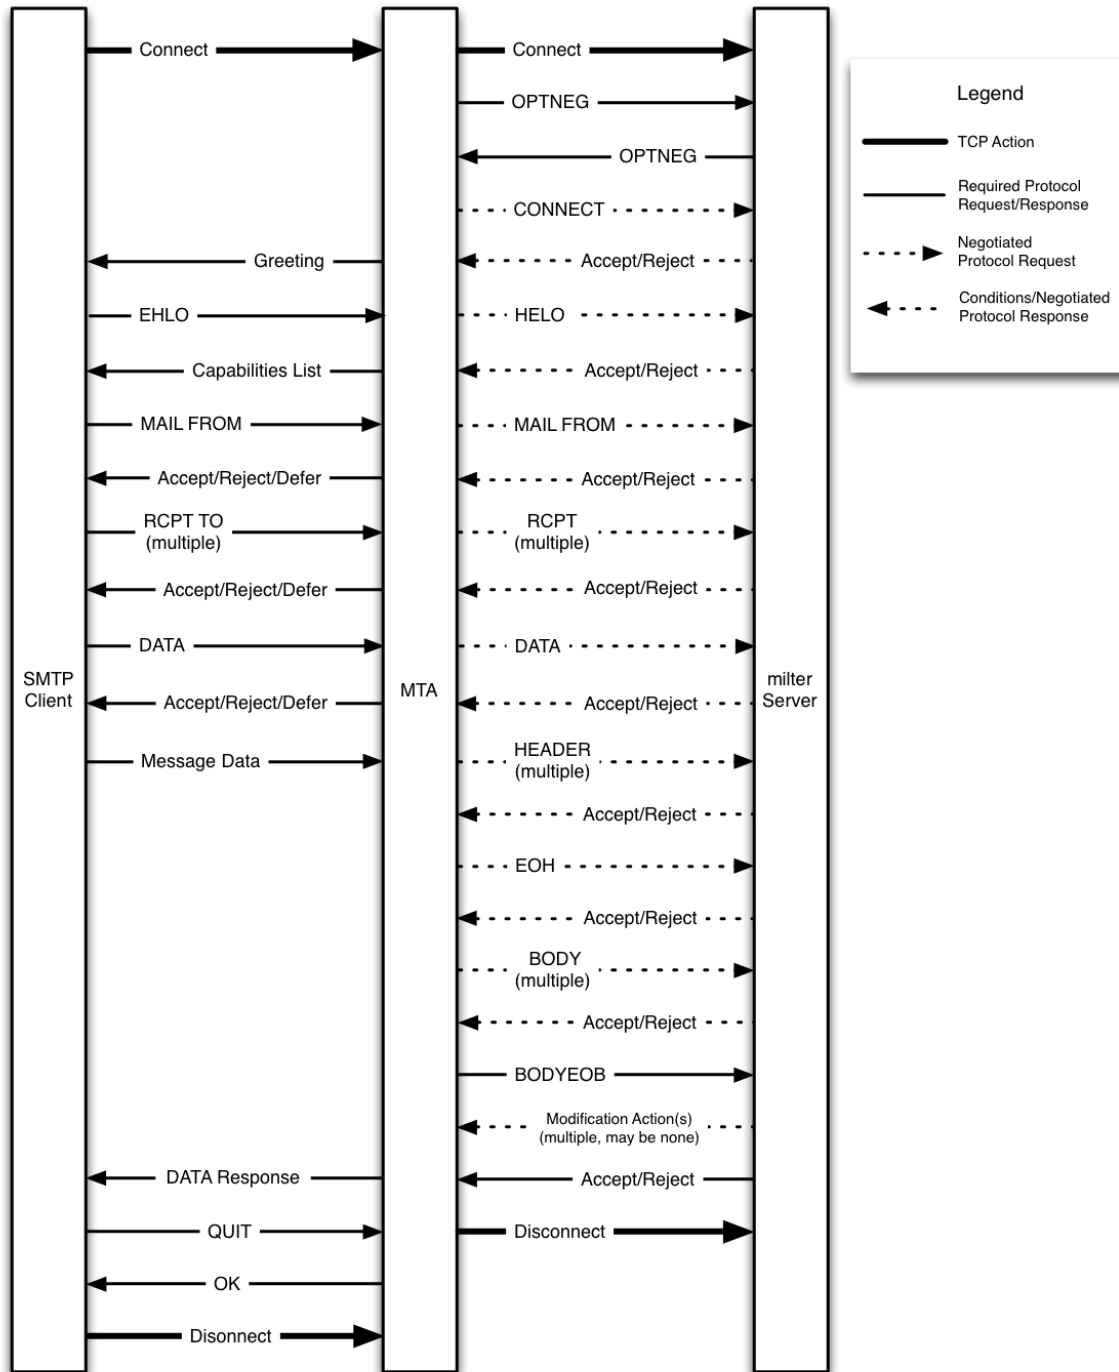 Connect
Connect
OPTNEG
OPTNEG
CONNECT
Greeting
Accept/Reject
EHLO
HELO
Capabilities List
Accept/Reject
MAIL FROM
MAIL FROM
Accept/Reject/Defer
Accept/Reject
RCPT TO
(multiple)
RCPT
(multiple)
Accept/Reject/Defer
Accept/Reject
DATA
DATA
SMTP
Client
Accept/Reject/Defer
MTA
Accept/Reject
milter
Server
Message Data
HEADER
(multiple)
Accept/Reject
EOH
Accept/Reject
BODY
(multiple)
Accept/Reject
BODYEOB
Modification Action(s)
(multiple, may be none)
DATA Response
Accept/Reject
QUIT
Disconnect
OK
Disonnect
Legend
TCP Action
Required Protocol
Request/Response
Negotiated
Protocol Request
Conditions/Negotiated
Protocol Response